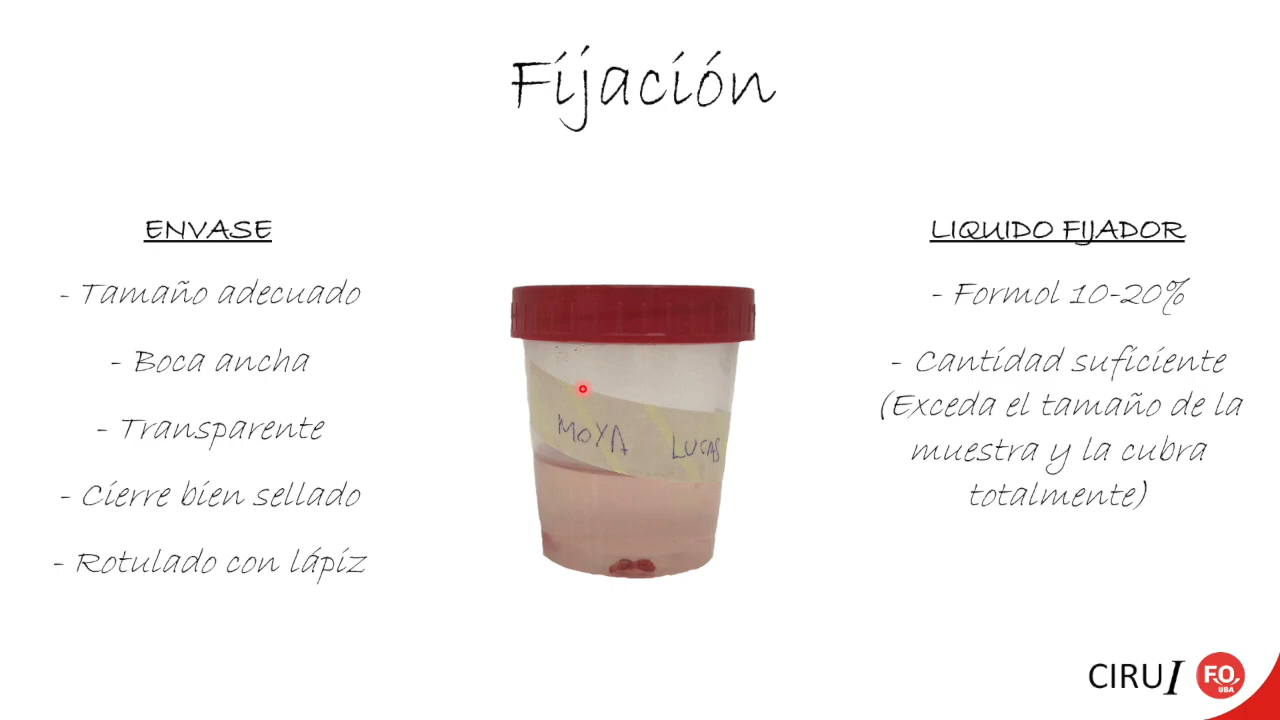 Fijación
ENVASE
- Tamaño adecuado
- Boca ancha
- Transparente
- Cierre bien sellado
- Rotulado con lápiz
MOYA LUCAS
LIQUIDO FIJADOR
- Formol 10-20%
- Cantidad suficiente
(Exceda el tamaño de la
muestra y la cubra
totalmente)
CIRU I
F.O.
UBA